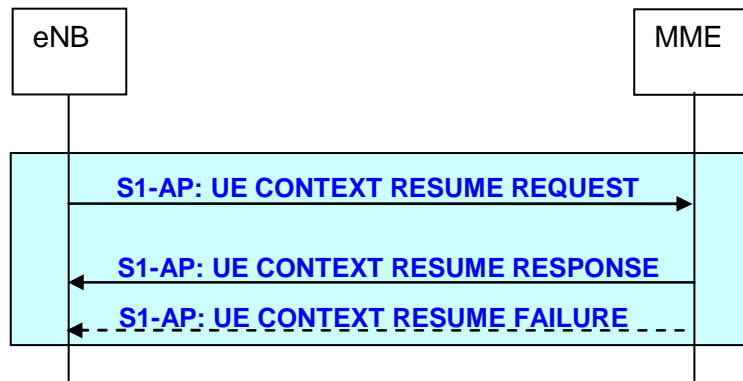 eNB
MME
S1-AP: UE CONTEXT RESUME REQUEST
S1-AP: UE CONTEXT RESUME RESPONSE
S1-AP: UE CONTEXT RESUME FAILURE